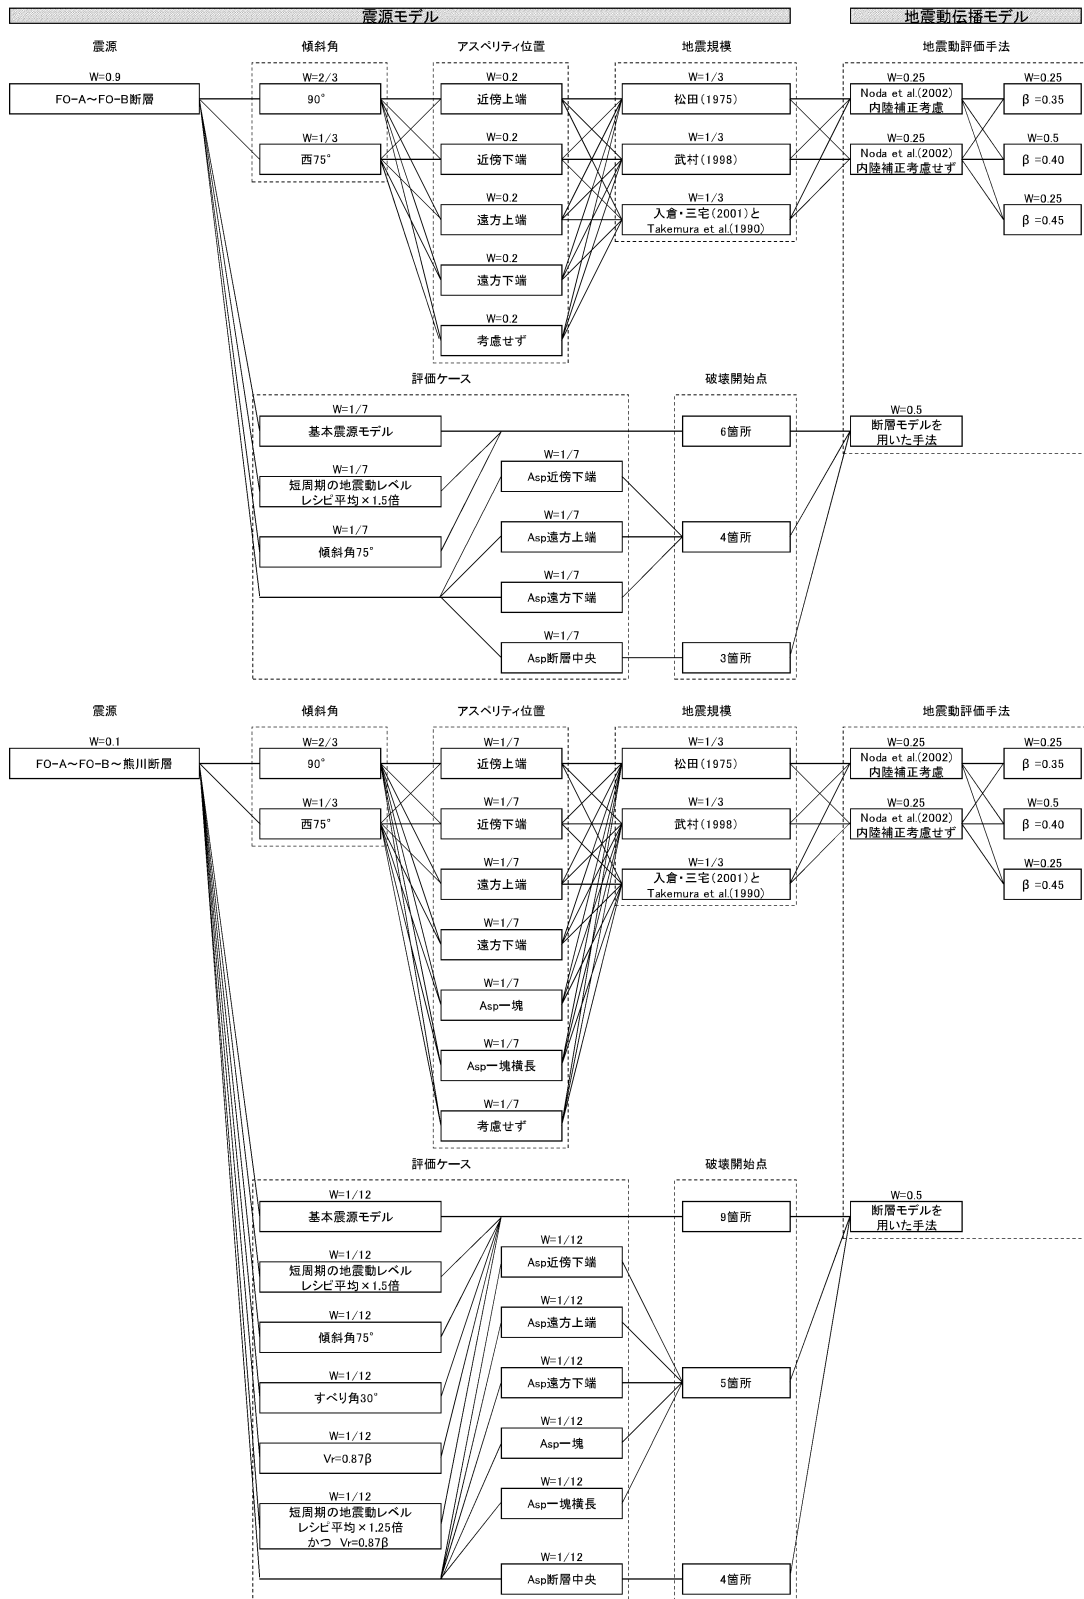 震源モデル
地震動伝播モデル
震源
傾斜角
アスペリティ位置
地震規模
地震動評価手法
W=0.9
FO-A～FO-B断層
W=2/3
90°
W=1/3
西75°
W=0.2
近傍上端
W=0.2
近傍下端
W=0.2
遠方上端
W=0.2
遠方下端
W=0.2
考慮せず
W=1/3
松田(1975)
W=1/3
武村(1998)
W=1/3
入倉・三宅(2001)と
Takemura et al.(1990)
W=0.25
Noda et al.(2002)
内陸補正考慮
W=0.25
Noda et al.(2002)
内陸補正考慮せず
W=0.25
β=0.35
W=0.5
β=0.40
W=0.25
β=0.45
評価ケース
破壊開始点
W=1/7
基本震源モデル
W=1/7
短周期の地震動レベル
レシピ平均×1.5倍
W=1/7
傾斜角75°
W=1/7
Asp近傍下端
W=1/7
Asp遠方上端
W=1/7
Asp遠方下端
W=1/7
Asp断層中央
6箇所
4箇所
3箇所
W=0.5
断層モデルを
用いた手法
震源
傾斜角
アスペリティ位置
地震規模
地震動評価手法
W=0.1
FO-A～FO-B～熊川断層
W=2/3
90°
W=1/3
西75°
W=1/7
近傍上端
W=1/7
近傍下端
W=1/7
遠方上端
W=1/7
遠方下端
W=1/7
Asp一塊
W=1/7
Asp一塊横長
W=1/7
考慮せず
W=1/3
松田(1975)
W=1/3
武村(1998)
W=1/3
入倉・三宅(2001)と
Takemura et al.(1990)
W=0.25
Noda et al.(2002)
内陸補正考慮
W=0.25
Noda et al.(2002)
内陸補正考慮せず
W=0.25
β=0.35
W=0.5
β=0.40
W=0.25
β=0.45
評価ケース
破壊開始点
W=1/12
基本震源モデル
W=1/12
短周期の地震動レベル
レシピ平均×1.5倍
W=1/12
傾斜角75°
W=1/12
すべり角30°
W=1/12
Vr=0.87β
W=1/12
短周期の地震動レベル
レシピ平均×1.25倍
かつ Vr=0.87β
W=1/12
Asp近傍下端
W=1/12
Asp遠方上端
W=1/12
Asp遠方下端
W=1/12
Asp一塊
W=1/12
Asp一塊横長
W=1/12
Asp断層中央
9箇所
5箇所
4箇所
W=0.5
断層モデルを
用いた手法